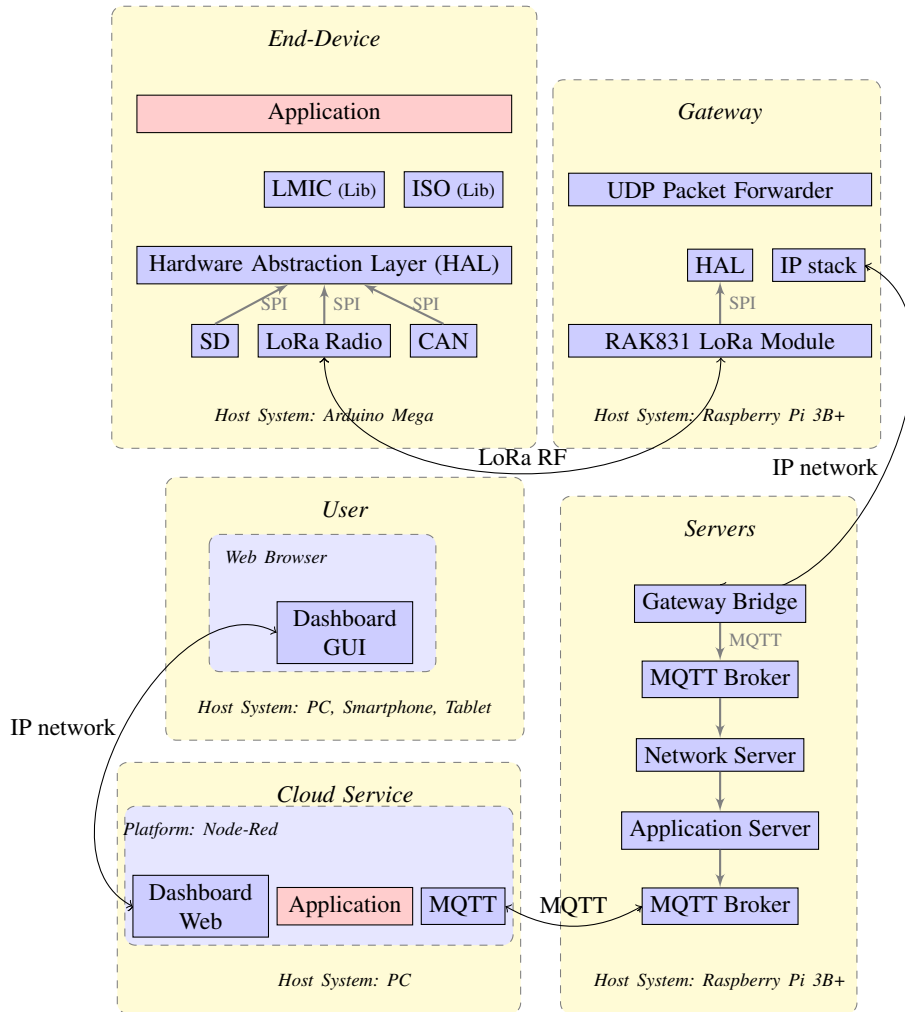 End-Device
Application
LMIC (Lib)
ISO (Lib)
Hardware Abstraction Layer (HAL)
SPI
SPI
SPI
SD
LoRa Radio
CAN
Host System: Arduino Mega
Gateway
UDP Packet Forwarder
HAL
IP stack
SPI
RAK831 LoRa Module
Host System: Raspberry Pi 3B+
LoRa RF
IP network
User
Web Browser
Dashboard
GUI
Host System: PC, Smartphone, Tablet
IP network
Servers
Gateway Bridge
MQTT
MQTT Broker
Network Server
Application Server
MQTT Broker
Host System: Raspberry Pi 3B+
Cloud Service
Platform: Node-Red
Dashboard
Web
Application
MQTT
MQTT
Host System: PC